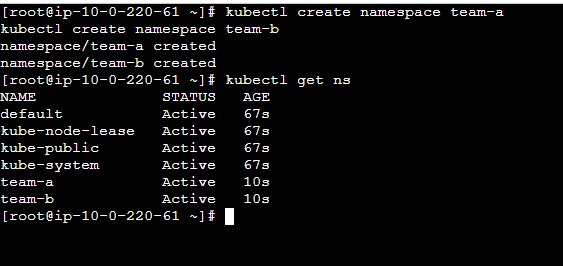 [root@ip-10-0-220-61 ~]# kubectl create namespace team-a
kubectl create namespace team-b
namespace/team-a created
namespace/team-b created
[root@ip-10-0-220-61 ~]# kubectl get ns
NAME              STATUS   AGE
default           Active   67s
kube-node-lease   Active   67s
kube-public       Active   67s
kube-system       Active   67s
team-a            Active   10s
team-b            Active   10s
[root@ip-10-0-220-61 ~]#